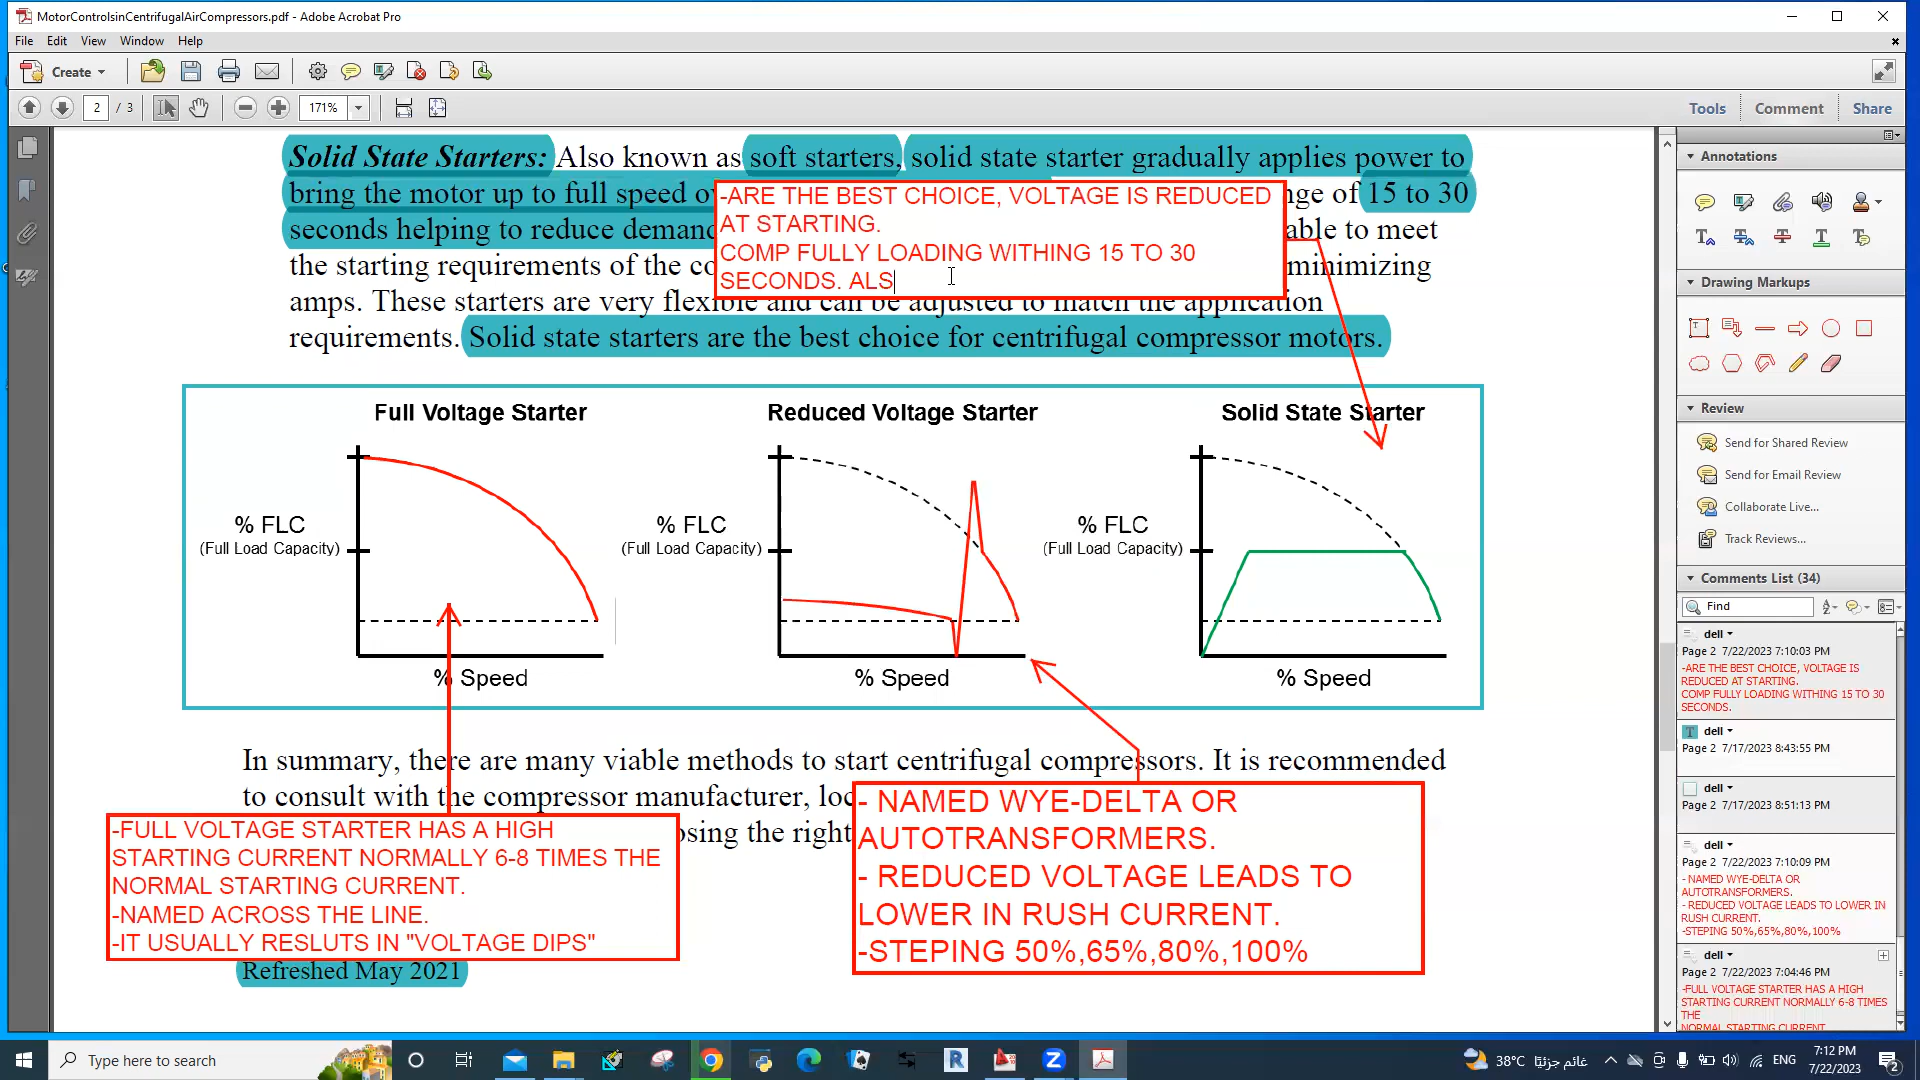 MotorControlsinCentrifugalAirCompressors.pdf - Adobe Acrobat Pro
File Edit View Window Help
Create
2 / 3
171%
Tools Comment Share
Solid State Starters: Also known as soft starters, solid state starter gradually applies power to
bring the motor up to full speed ov
nge of 15 to 30
seconds helping to reduce deman
able to meet
the starting requirements of the co
minimizing
amps. These starters are very flexible and can be adjusted to match the application
requirements. Solid state starters are the best choice for centrifugal compressor motors.
-ARE THE BEST CHOICE, VOLTAGE IS REDUCED
AT STARTING.
COMP FULLY LOADING WITHING 15 TO 30
SECONDS. ALS
Full Voltage Starter
% FLC
(Full Load Capacity)
% Speed
Reduced Voltage Starter
% FLC
(Full Load Capacity)
% Speed
Solid State Starter
% FLC
(Full Load Capacity)
% Speed
In summary, there are many viable methods to start centrifugal compressors. It is recommended
to consult with the compressor manufacturer, loc
osing the right
-FULL VOLTAGE STARTER HAS A HIGH
STARTING CURRENT NORMALLY 6-8 TIMES THE
NORMAL STARTING CURRENT.
-NAMED ACROSS THE LINE.
-IT USUALLY RESLUTS IN "VOLTAGE DIPS"
Refreshed May 2021
- NAMED WYE-DELTA OR
AUTOTRANSFORMERS.
- REDUCED VOLTAGE LEADS TO
LOWER IN RUSH CURRENT.
-STEPING 50%,65%,80%,100%
Annotations
Drawing Markups
Review
Send for Shared Review
Send for Email Review
Collaborate Live...
Track Reviews...
Comments List (34)
Find
dell
Page 2 7/22/2023 7:10:03 PM
-ARE THE BEST CHOICE, VOLTAGE IS
REDUCED AT STARTING.
COMP FULLY LOADING WITHING 15 TO 30
SECONDS.
dell
Page 2 7/17/2023 8:43:55 PM
dell
Page 2 7/17/2023 8:51:13 PM
dell
Page 2 7/22/2023 7:10:09 PM
- NAMED WYE-DELTA OR
AUTOTRANSFORMERS.
- REDUCED VOLTAGE LEADS TO LOWER IN
RUSH CURRENT.
-STEPING 50%,65%,80%,100%
dell
Page 2 7/22/2023 7:04:46 PM
-FULL VOLTAGE STARTER HAS A HIGH
STARTING CURRENT NORMALLY 6-8 TIMES
THE
NORMAL STARTING CURRENT
Type here to search
38°C غائم جزئيًا
ENG
7:12 PM
7/22/2023
2